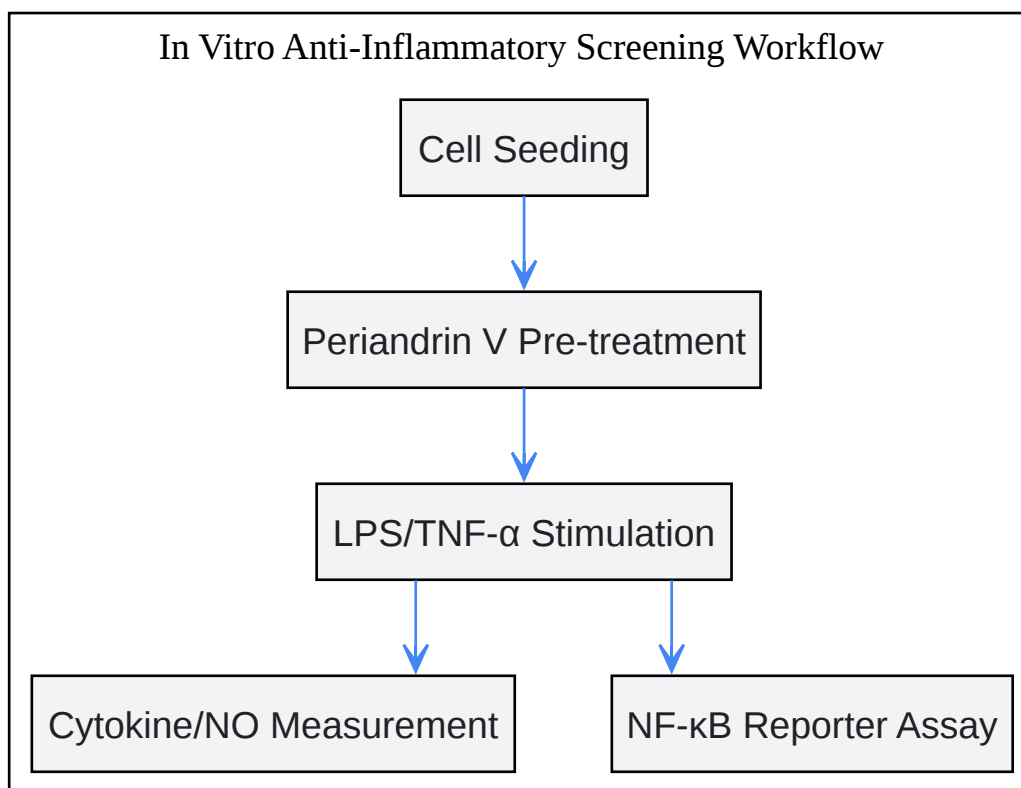 In Vitro Anti-Inflammatory Screening Workflow
Cell Seeding
Periandrin V Pre-treatment
LPS/TNF-α Stimulation
Cytokine/NO Measurement
NF-κB Reporter Assay